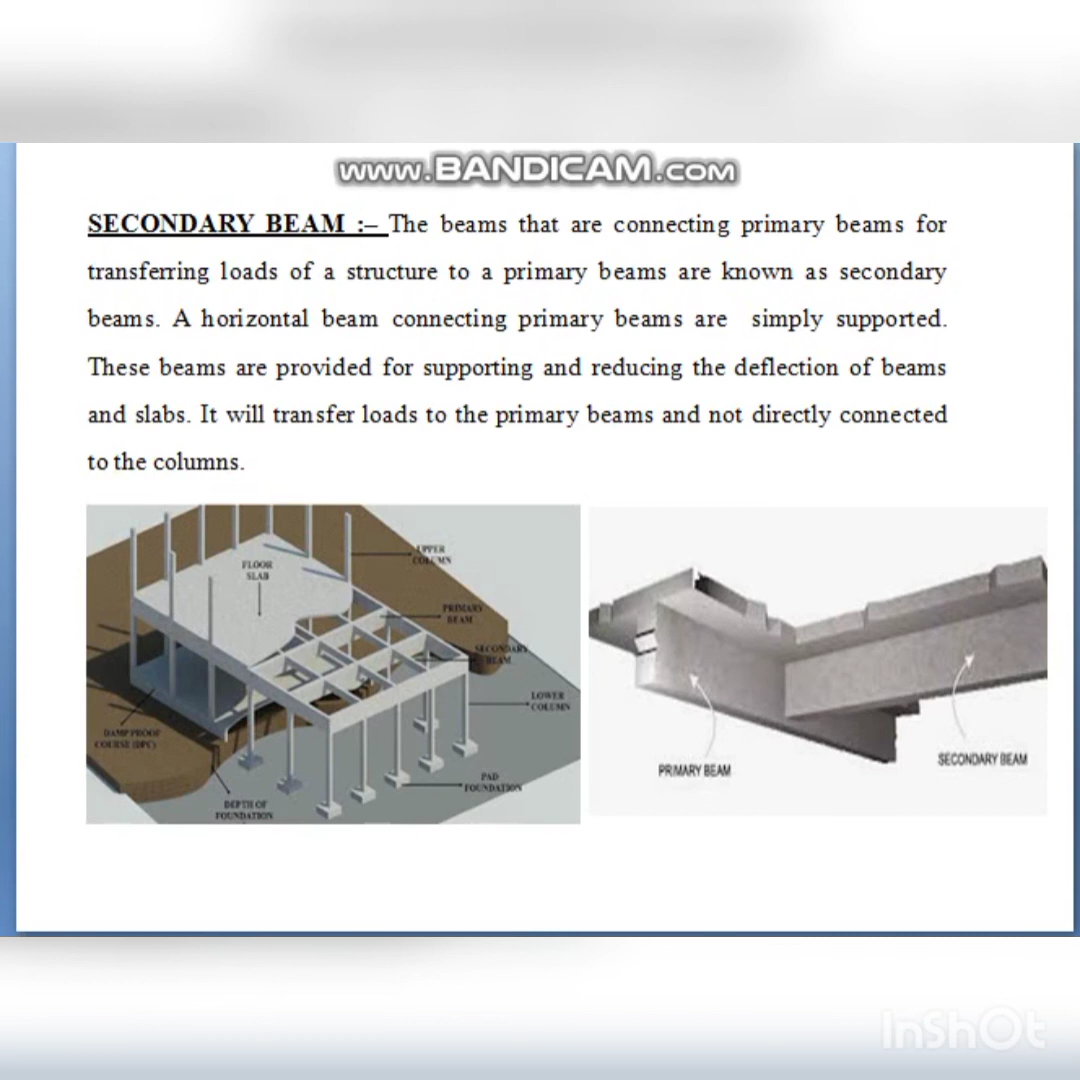 www.BANDICAM.COM
SECONDARY BEAM :– The beams that are connecting primary beams for
transferring loads of a structure to a primary beams are known as secondary
beams. A horizontal beam connecting primary beams are simply supported.
These beams are provided for supporting and reducing the deflection of beams
and slabs. It will transfer loads to the primary beams and not directly connected
to the columns.
UPPER
COLUMN
FLOOR
SLAB
PRIMARY
BEAM
SECONDARY
BEAM
LOWER
COLUMN
DAMP PROOF
COURSE (DPC)
PAD
FOUNDATION
DEPTH OF
FOUNDATION
PRIMARY BEAM
SECONDARY BEAM
InShOt